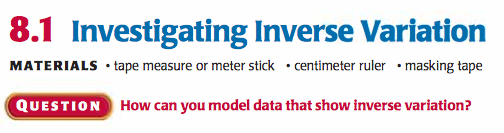 8.1 Investigating Inverse Variation
MATERIALS • tape measure or meter stick • centimeter ruler • masking tape
QUESTION How can you model data that show inverse variation?